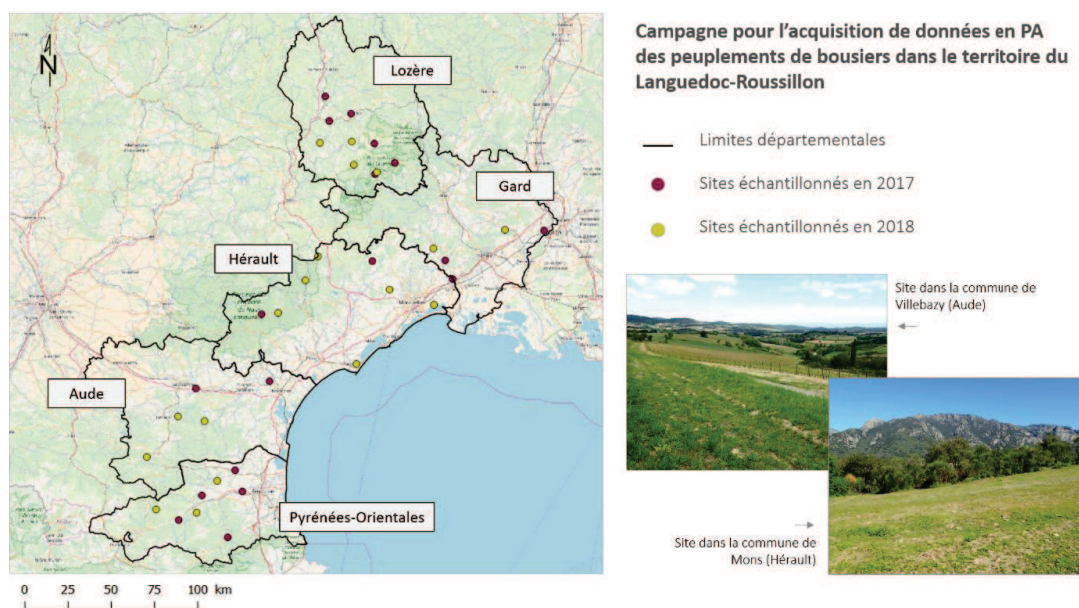 Campagne pour l’acquisition de données en PA
des peuplements de bousiers dans le territoire du
Languedoc-Roussillon
Limites départementales
Sites échantillonnés en 2017
Sites échantillonnés en 2018
N
Lozère
Gard
Hérault
Aude
Pyrénées-Orientales
0 25 50 75 100 km
Site dans la commune de
Villebazy (Aude)
Site dans la commune de
Mons (Hérault)